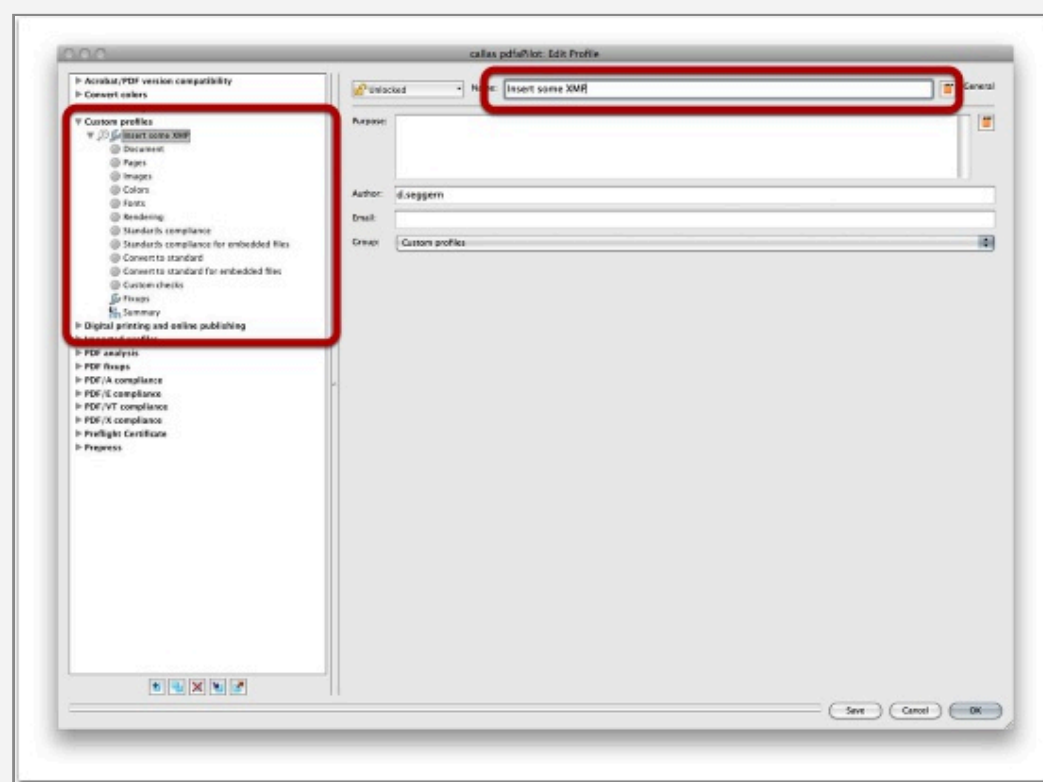 callas pdfaPilot: Edit Profile
Acrobat/PDF version compatibility
Convert colors
Custom profiles
Insert some XMP
Document
Pages
Images
Colors
Fonts
Rendering
Standards compliance
Standards compliance for embedded files
Convert to standard
Convert to standard for embedded files
Custom checks
Fixups
Summary
Digital printing and online publishing
Imported profiles
PDF analysis
PDF fixups
PDF/A compliance
PDF/E compliance
PDF/VT compliance
PDF/X compliance
Preflight Certificate
Prepress
Unlocked
Name: Insert some XMP
General
Purpose:
Author: d.seggern
Email:
Group: Custom profiles
Save Cancel OK